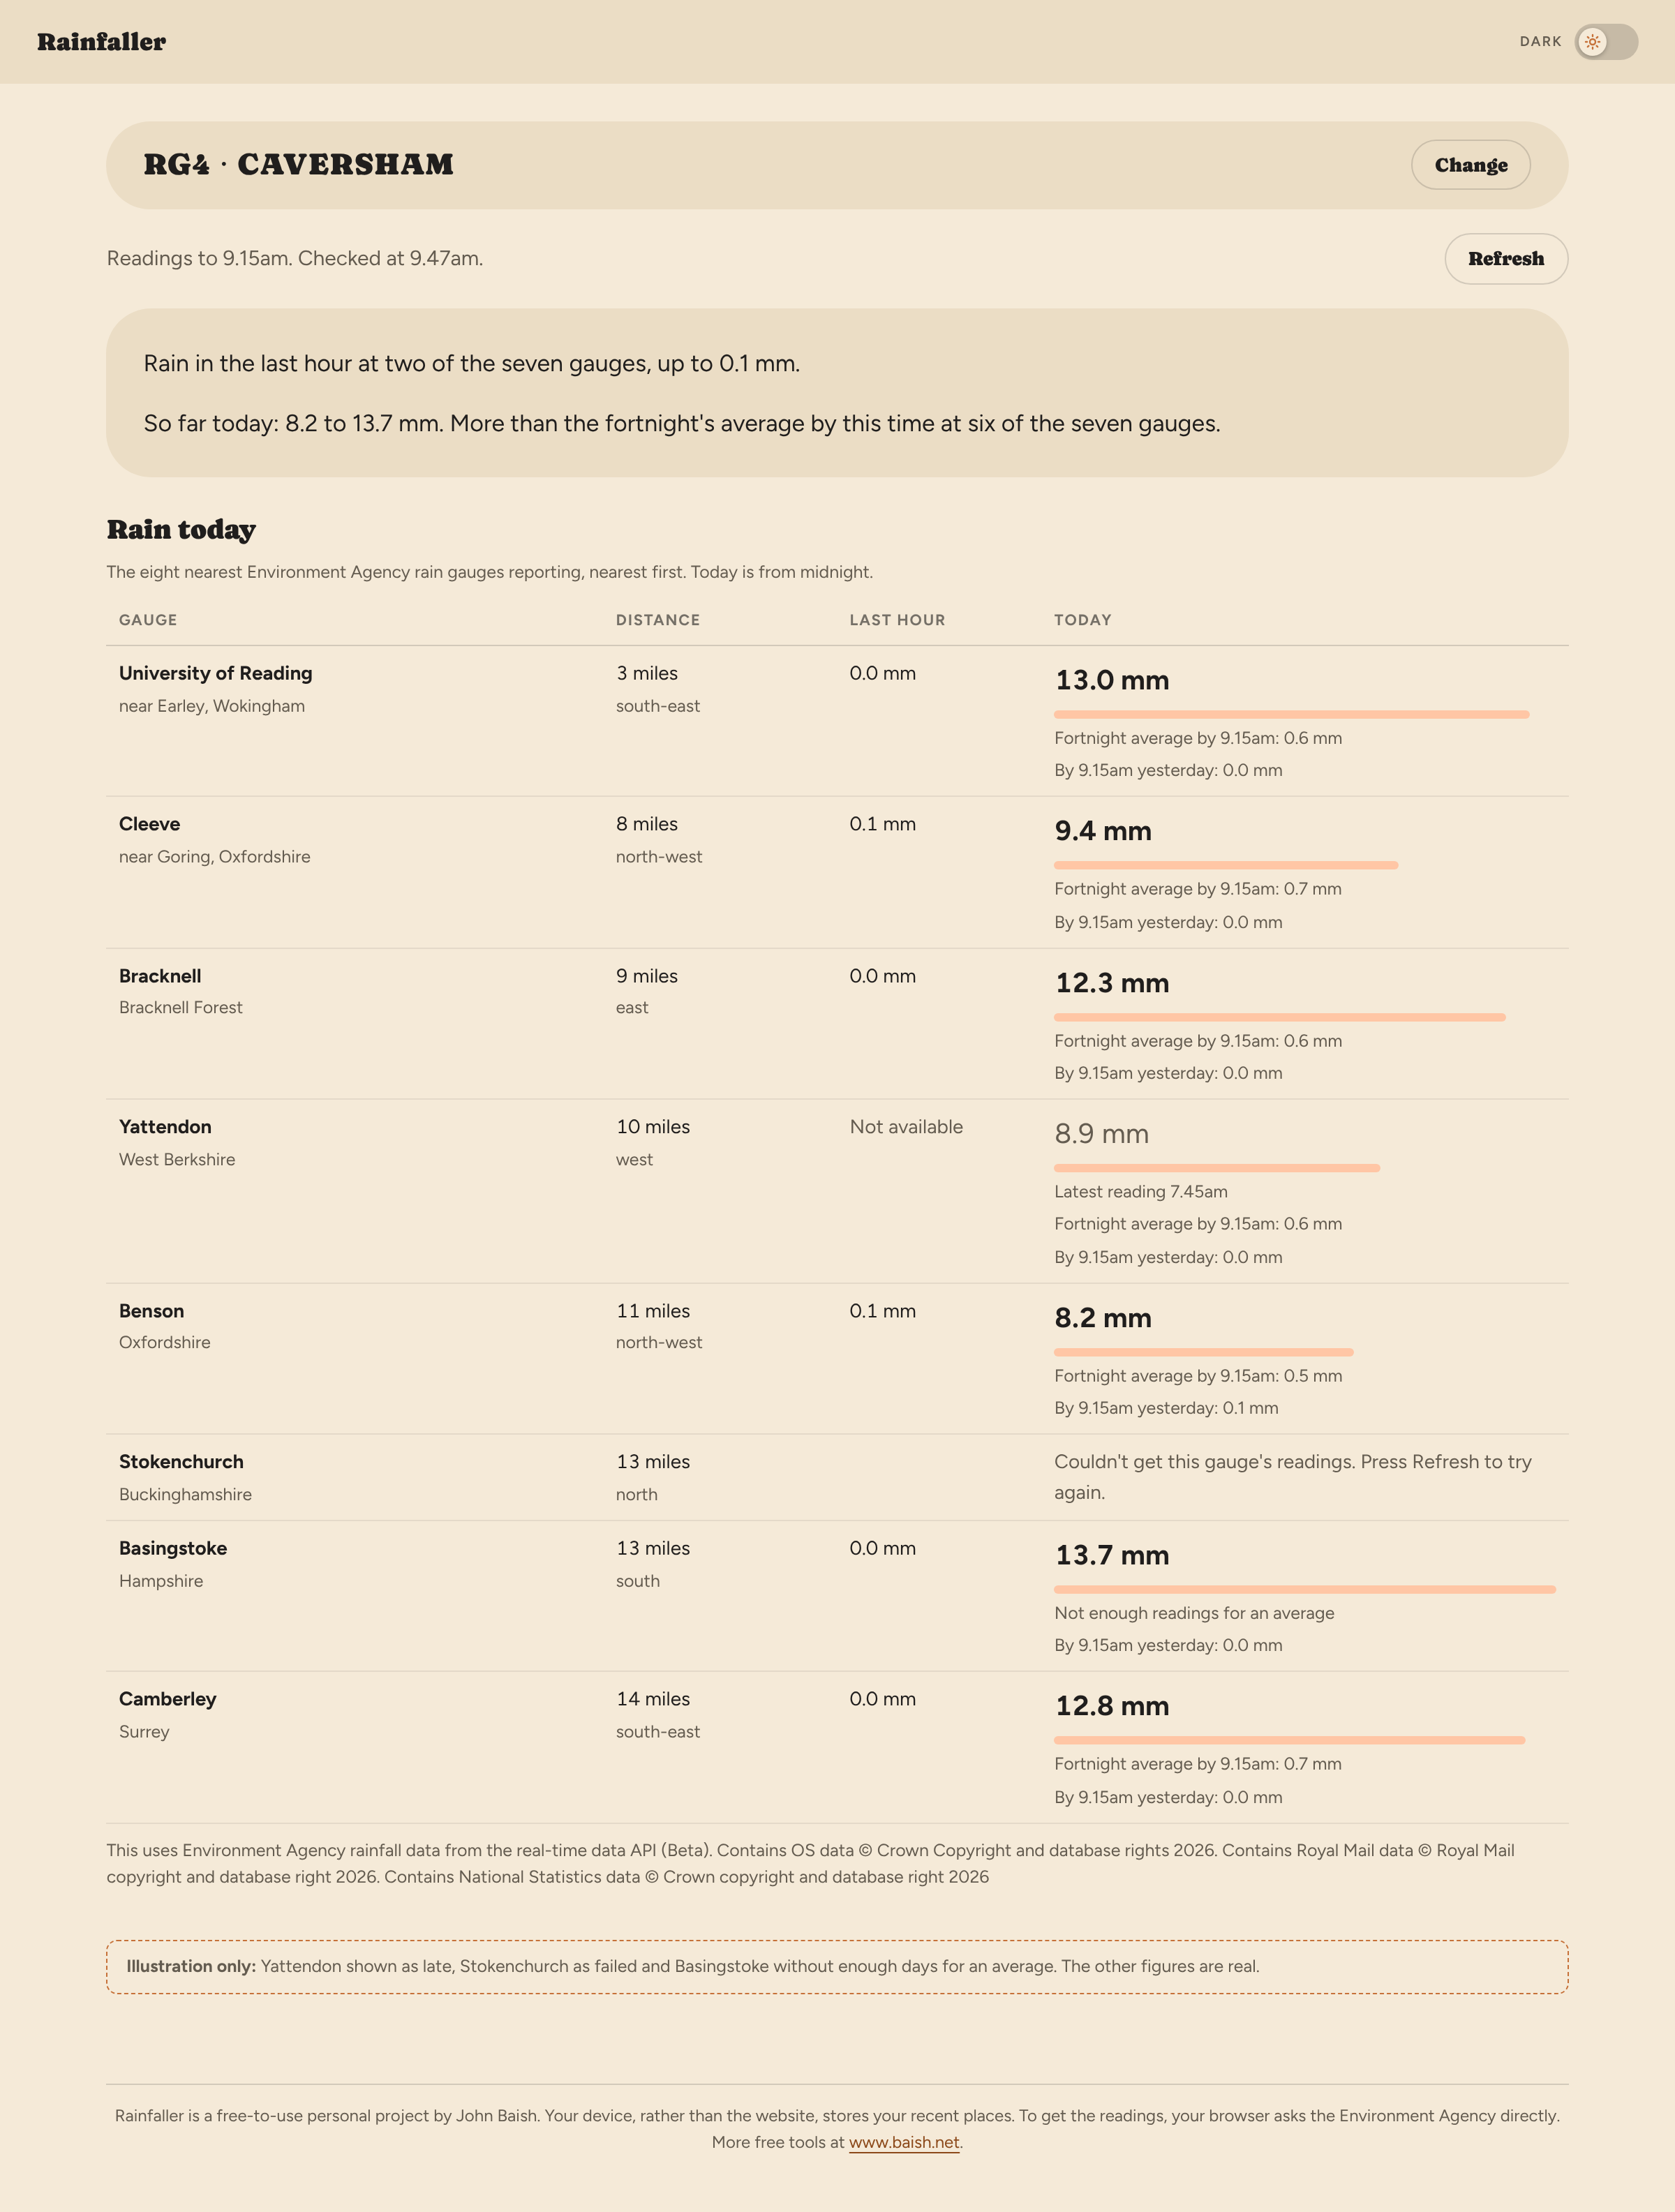 Rainfaller
DARK
RG4 · CAVERSHAM
Change
Readings to 9.15am. Checked at 9.47am.
Refresh
Rain in the last hour at two of the seven gauges, up to 0.1 mm.
So far today: 8.2 to 13.7 mm. More than the fortnight's average by this time at six of the seven gauges.
Rain today
The eight nearest Environment Agency rain gauges reporting, nearest first. Today is from midnight.
GAUGE DISTANCE LAST HOUR TODAY
University of Reading 3 miles 0.0 mm 13.0 mm
near Earley, Wokingham south-east
Fortnight average by 9.15am: 0.6 mm
By 9.15am yesterday: 0.0 mm
Cleeve 8 miles 0.1 mm 9.4 mm
near Goring, Oxfordshire north-west
Fortnight average by 9.15am: 0.7 mm
By 9.15am yesterday: 0.0 mm
Bracknell 9 miles 0.0 mm 12.3 mm
Bracknell Forest east
Fortnight average by 9.15am: 0.6 mm
By 9.15am yesterday: 0.0 mm
Yattendon 10 miles Not available 8.9 mm
West Berkshire west
Latest reading 7.45am
Fortnight average by 9.15am: 0.6 mm
By 9.15am yesterday: 0.0 mm
Benson 11 miles 0.1 mm 8.2 mm
Oxfordshire north-west
Fortnight average by 9.15am: 0.5 mm
By 9.15am yesterday: 0.1 mm
Stokenchurch 13 miles Couldn't get this gauge's readings. Press Refresh to try
Buckinghamshire north again.
Basingstoke 13 miles 0.0 mm 13.7 mm
Hampshire south
Not enough readings for an average
By 9.15am yesterday: 0.0 mm
Camberley 14 miles 0.0 mm 12.8 mm
Surrey south-east
Fortnight average by 9.15am: 0.7 mm
By 9.15am yesterday: 0.0 mm
This uses Environment Agency rainfall data from the real-time data API (Beta). Contains OS data © Crown Copyright and database rights 2026. Contains Royal Mail data © Royal Mail
copyright and database right 2026. Contains National Statistics data © Crown copyright and database right 2026
Illustration only: Yattendon shown as late, Stokenchurch as failed and Basingstoke without enough days for an average. The other figures are real.
Rainfaller is a free-to-use personal project by John Baish. Your device, rather than the website, stores your recent places. To get the readings, your browser asks the Environment Agency directly.
More free tools at www.baish.net.